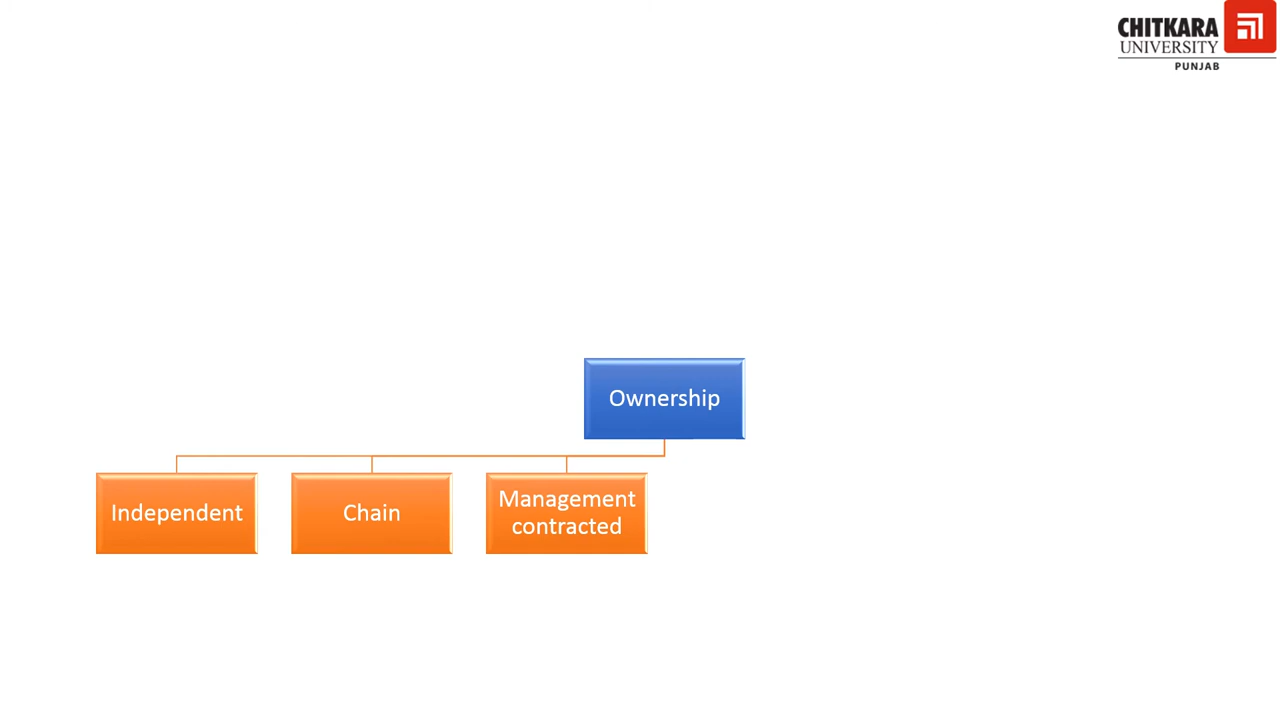 CHITKARA
UNIVERSITY
PUNJAB
Ownership
Independent
Chain
Management
contracted